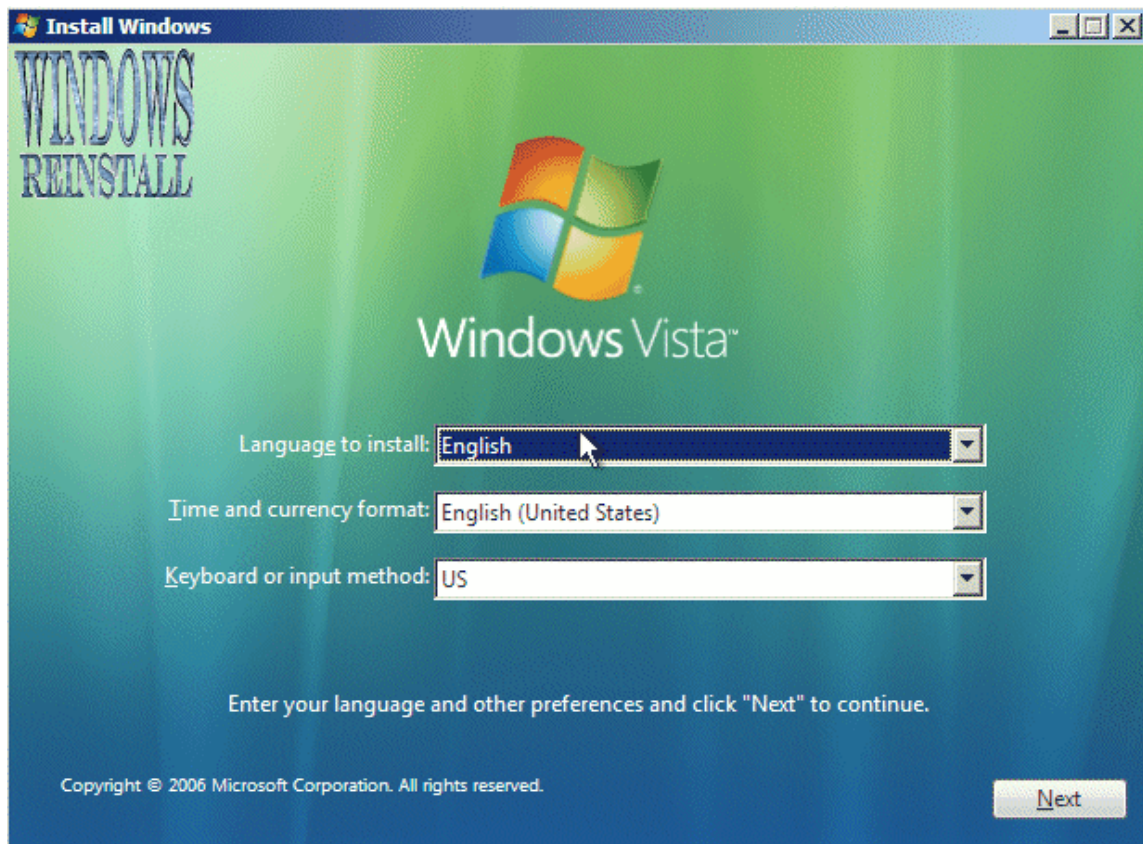 Install Windows
WINDOWS
REINSTALL
Windows Vista™
Language to install: English
Time and currency format: English (United States)
Keyboard or input method: US
Enter your language and other preferences and click "Next" to continue.
Copyright © 2006 Microsoft Corporation. All rights reserved.
Next